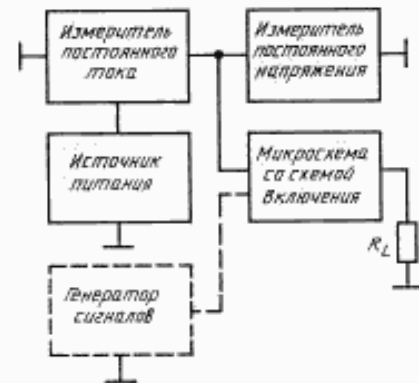 Измеритель
постоянного
тока
Измеритель
постоянного
напряжения
Источник
питания
Микросхема
со схемой
включения
R_L
Генератор
сигналов